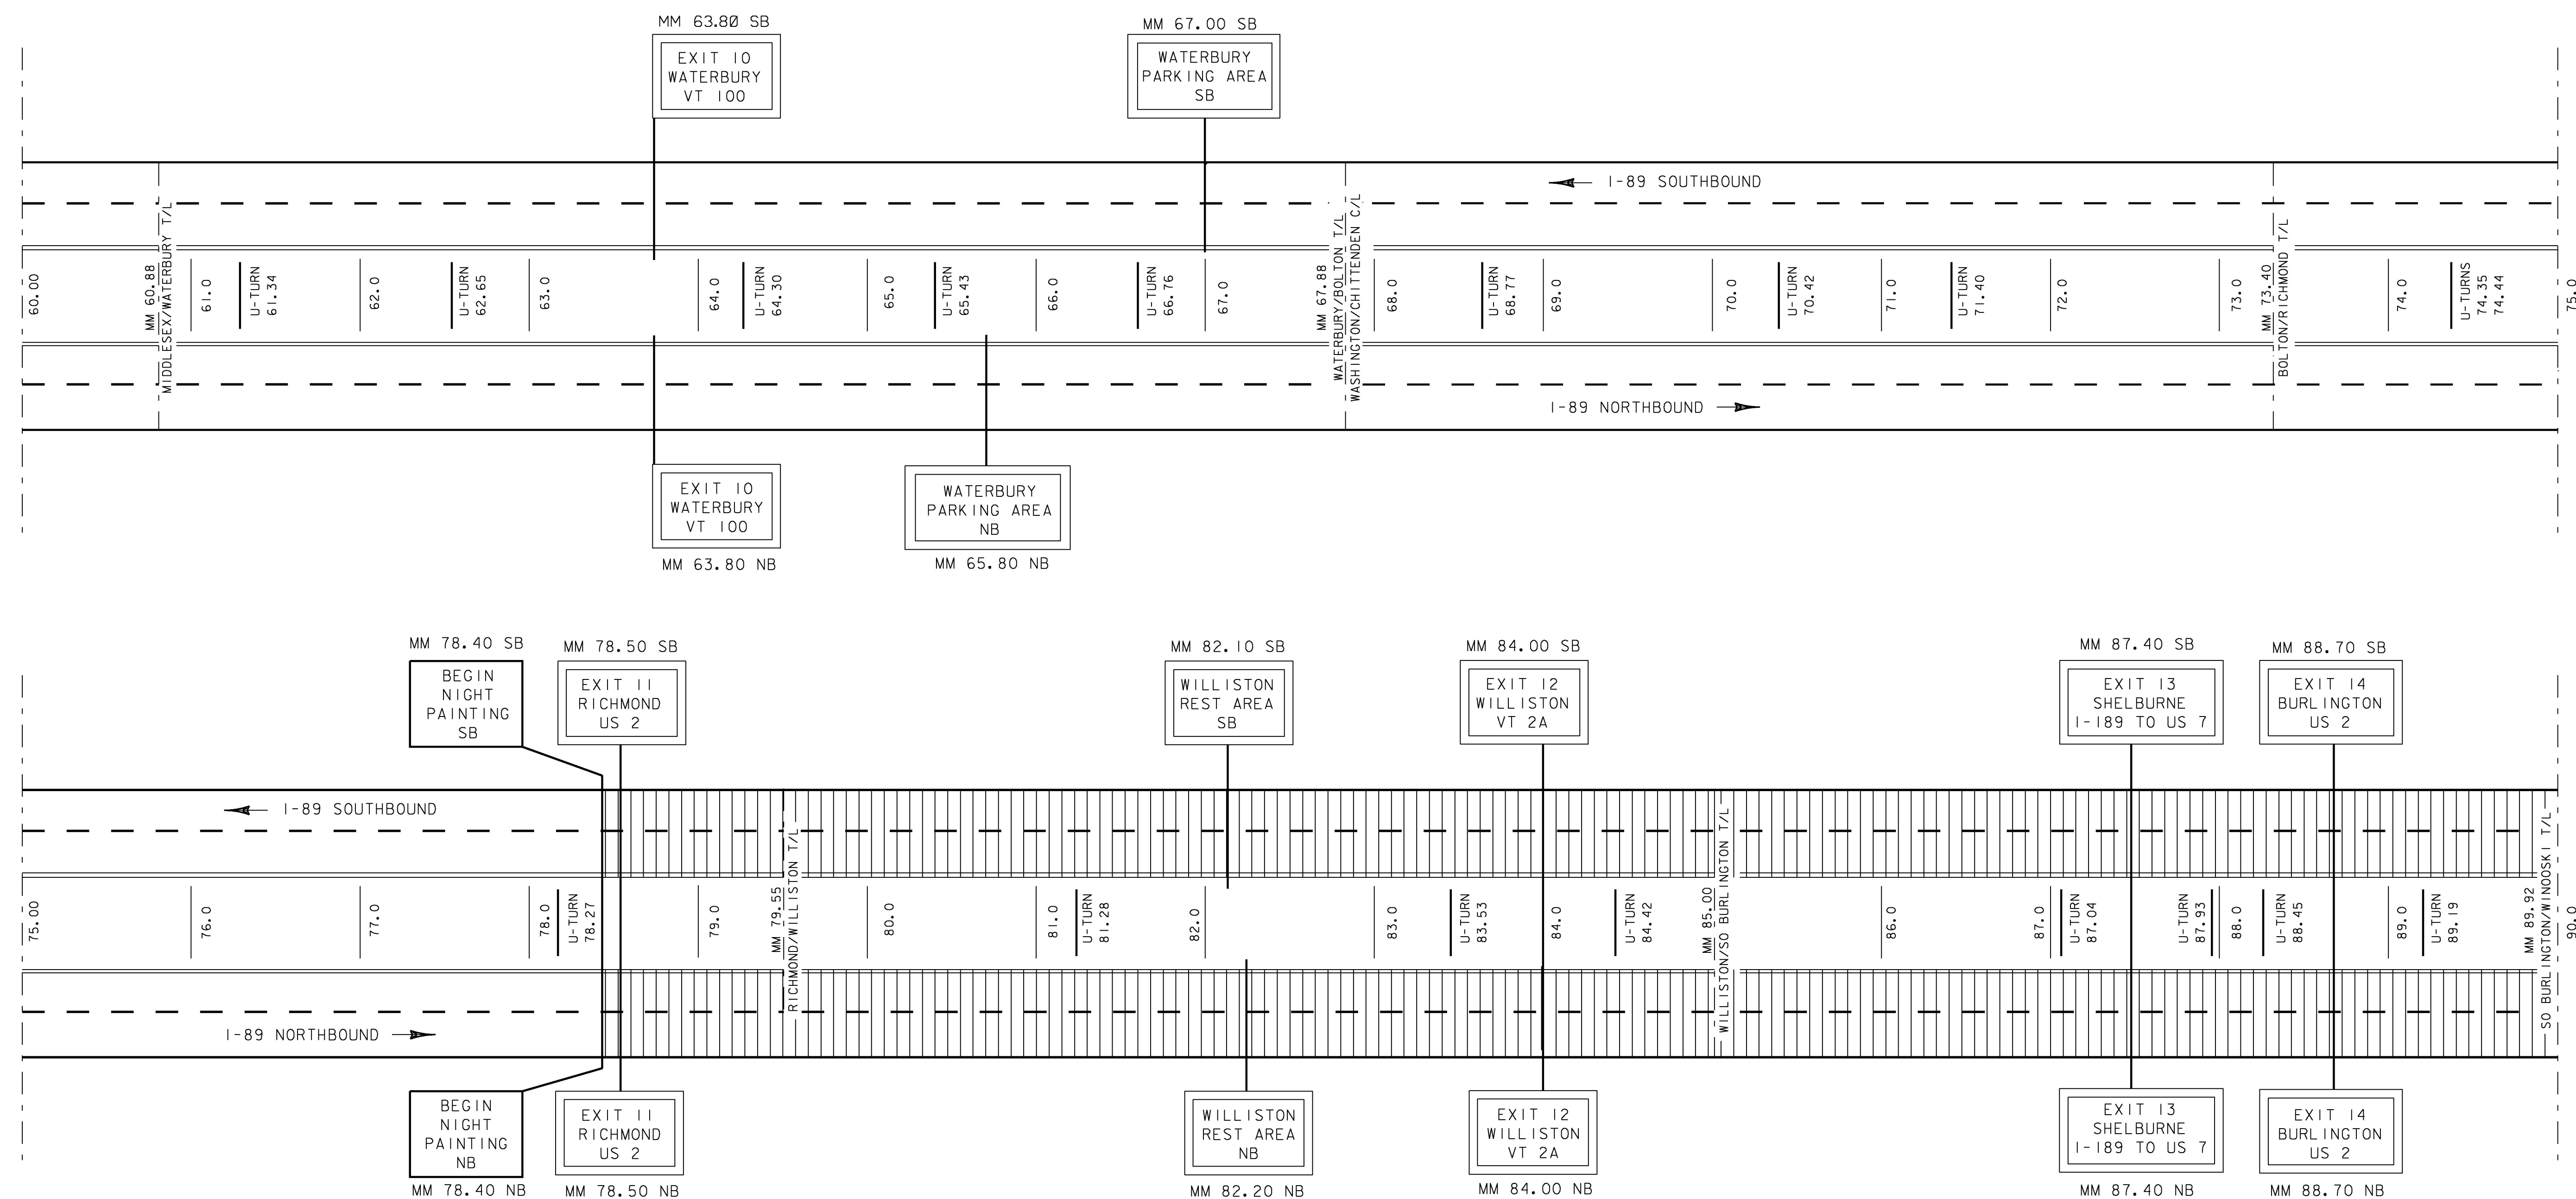 MM 63.80 SB
EXIT 10
WATERBURY
VT 100
MM 67.00 SB
WATERBURY
PARKING AREA
SB
I-89 SOUTHBOUND
60.00
MM 60.88
MIDDLESEX/WATERBURY T/L
61.0
U-TURN
61.34
62.0
U-TURN
62.65
63.0
64.0
U-TURN
64.30
65.0
U-TURN
65.43
66.0
U-TURN
66.76
67.0
MM 67.88
WATERBURY/BOLTON T/L
WASHINGTON/CHITTENDEN C/L
68.0
U-TURN
68.77
69.0
70.0
U-TURN
70.42
71.0
U-TURN
71.40
72.0
73.0
MM 73.40
BOLTON/RICHMOND T/L
74.0
U-TURNS
74.35
74.44
75.0
I-89 NORTHBOUND
EXIT 10
WATERBURY
VT 100
MM 63.80 NB
WATERBURY
PARKING AREA
NB
MM 65.80 NB
MM 78.40 SB
BEGIN
NIGHT
PAINTING
SB
MM 78.50 SB
EXIT 11
RICHMOND
US 2
MM 82.10 SB
WILLISTON
REST AREA
SB
MM 84.00 SB
EXIT 12
WILLISTON
VT 2A
MM 87.40 SB
EXIT 13
SHELBURNE
I-189 TO US 7
MM 88.70 SB
EXIT 14
BURLINGTON
US 2
I-89 SOUTHBOUND
75.00
76.0
77.0
78.0
U-TURN
78.27
79.0
MM 79.55
RICHMOND/WILLISTON T/L
80.0
81.0
U-TURN
81.28
82.0
83.0
U-TURN
83.53
84.0
U-TURN
84.42
MM 85.00
WILLISTON/SO BURLINGTON T/L
86.0
87.0
U-TURN
87.04
U-TURN
87.93
88.0
U-TURN
88.45
89.0
U-TURN
89.19
MM 89.92
SO BURLINGTON/WINOOSKI T/L
90.0
I-89 NORTHBOUND
BEGIN
NIGHT
PAINTING
NB
MM 78.40 NB
EXIT 11
RICHMOND
US 2
MM 78.50 NB
WILLISTON
REST AREA
NB
MM 82.20 NB
EXIT 12
WILLISTON
VT 2A
MM 84.00 NB
EXIT 13
SHELBURNE
I-189 TO US 7
MM 87.40 NB
EXIT 14
BURLINGTON
US 2
MM 88.70 NB